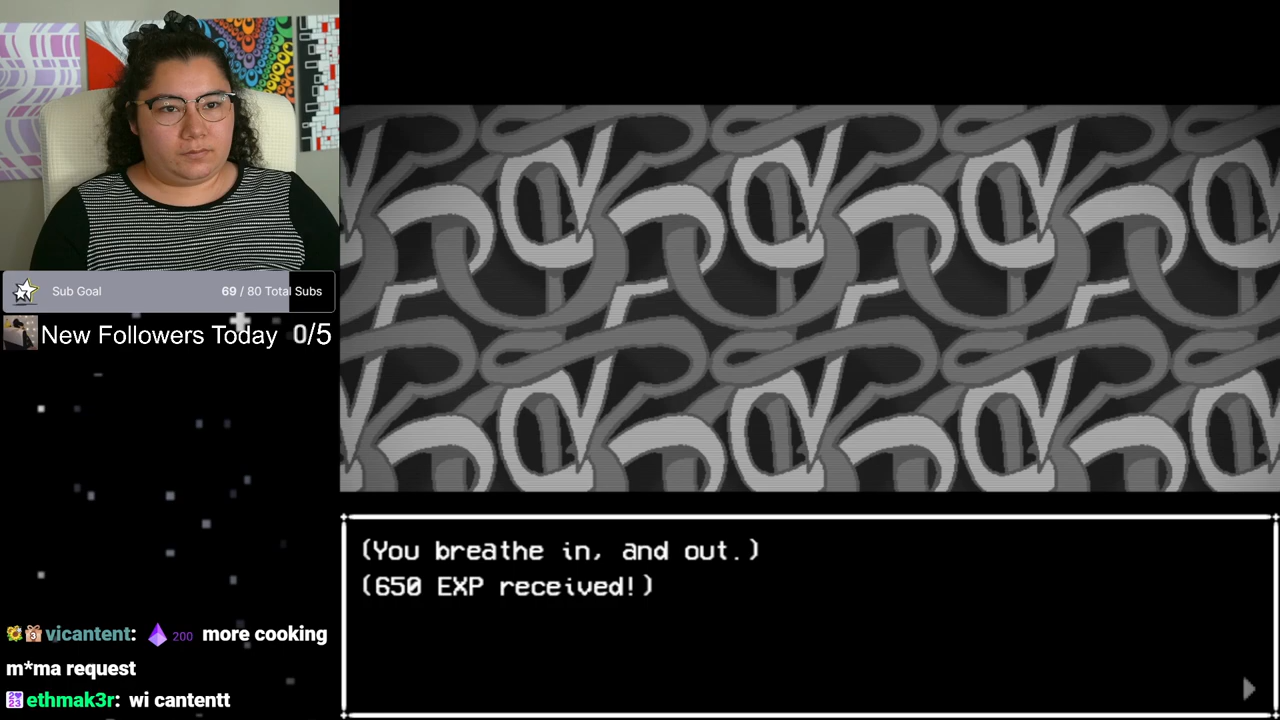 Sub Goal 69 / 80 Total Subs
New Followers Today 0/5
vicantent: 200 more cooking
m*ma request
ethmak3r: wi cantentt
(You breathe in, and out.)
(650 EXP received!)